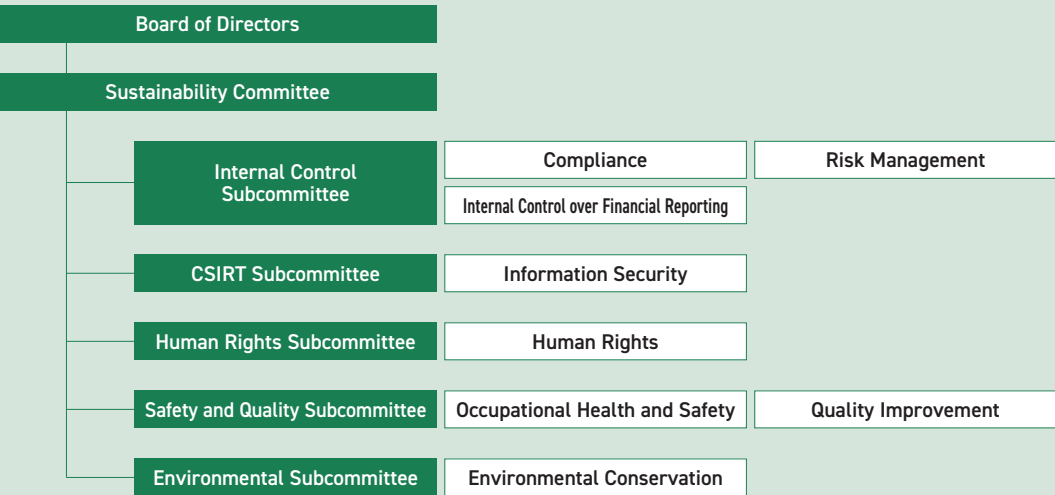 Board of Directors
Sustainability Committee
Internal Control
Subcommittee
Compliance
Risk Management
Internal Control over Financial Reporting
CSIRT Subcommittee
Information Security
Human Rights Subcommittee
Human Rights
Safety and Quality Subcommittee
Occupational Health and Safety
Quality Improvement
Environmental Subcommittee
Environmental Conservation